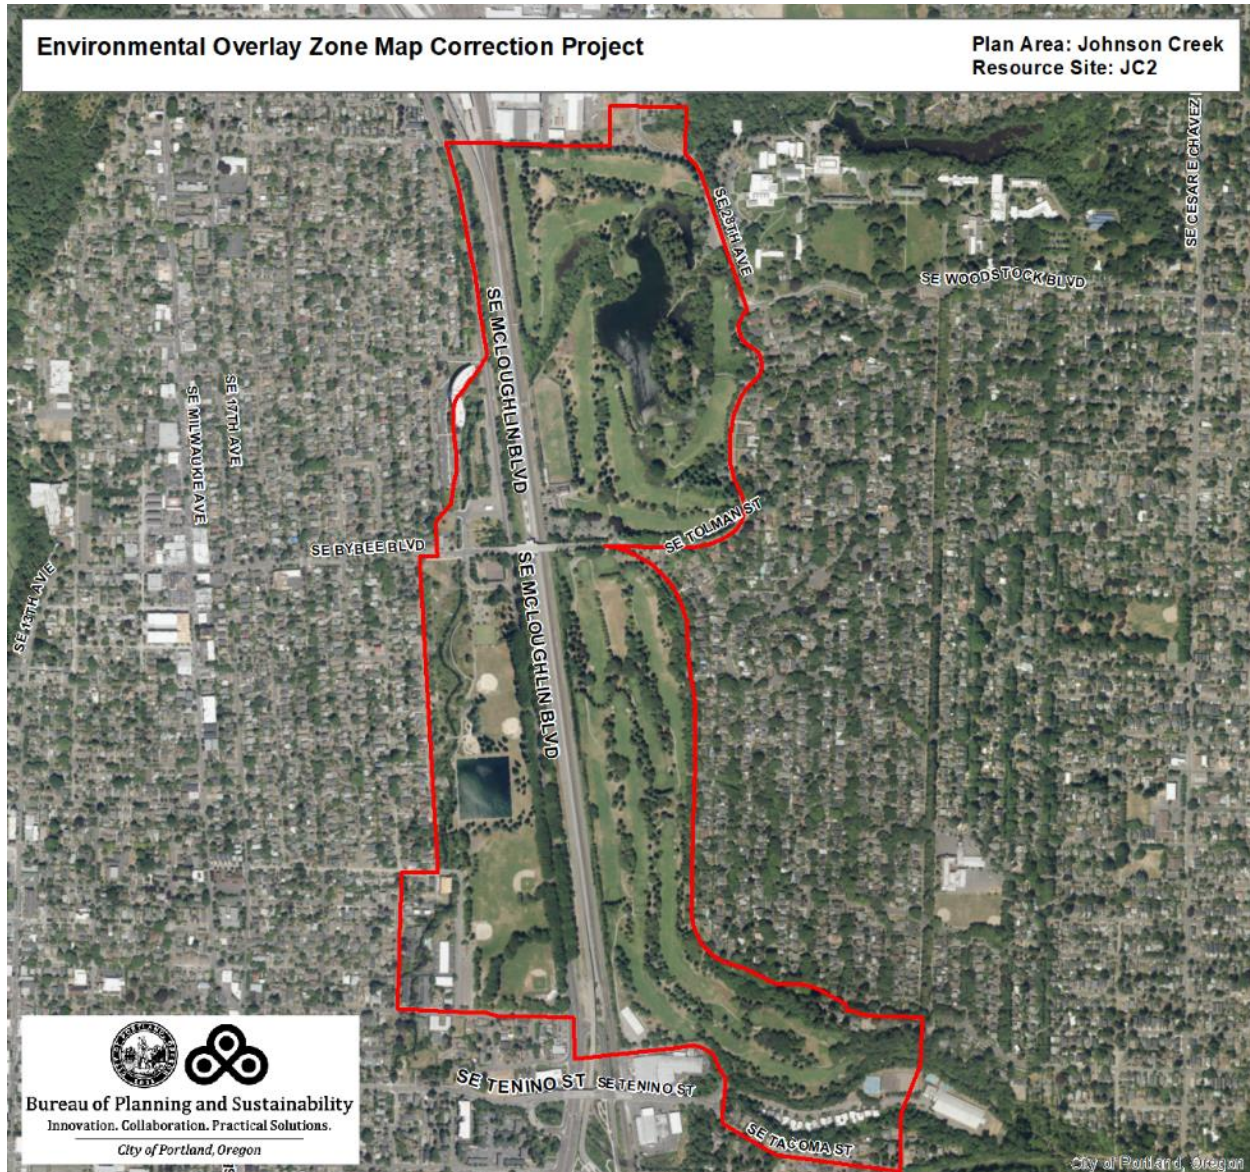 Environmental Overlay Zone Map Correction Project
Plan Area: Johnson Creek
Resource Site: JC2
SE CESAR E CHAVEZ
SE 28TH AVE
SE WOODSTOCK BLVD
SE MCLOUGHLIN BLVD
SE 17TH AVE
SE MILWAUKIE AVE
SE TOLMAN ST
SE BYBEE BLVD
SE MCLOUGHLIN BLVD
SE 13TH AVE
SE TENINO ST
SE TENINO ST
SE TACOMA ST
Bureau of Planning and Sustainability
Innovation. Collaboration. Practical Solutions.
City of Portland, Oregon
City of Portland, Oregon